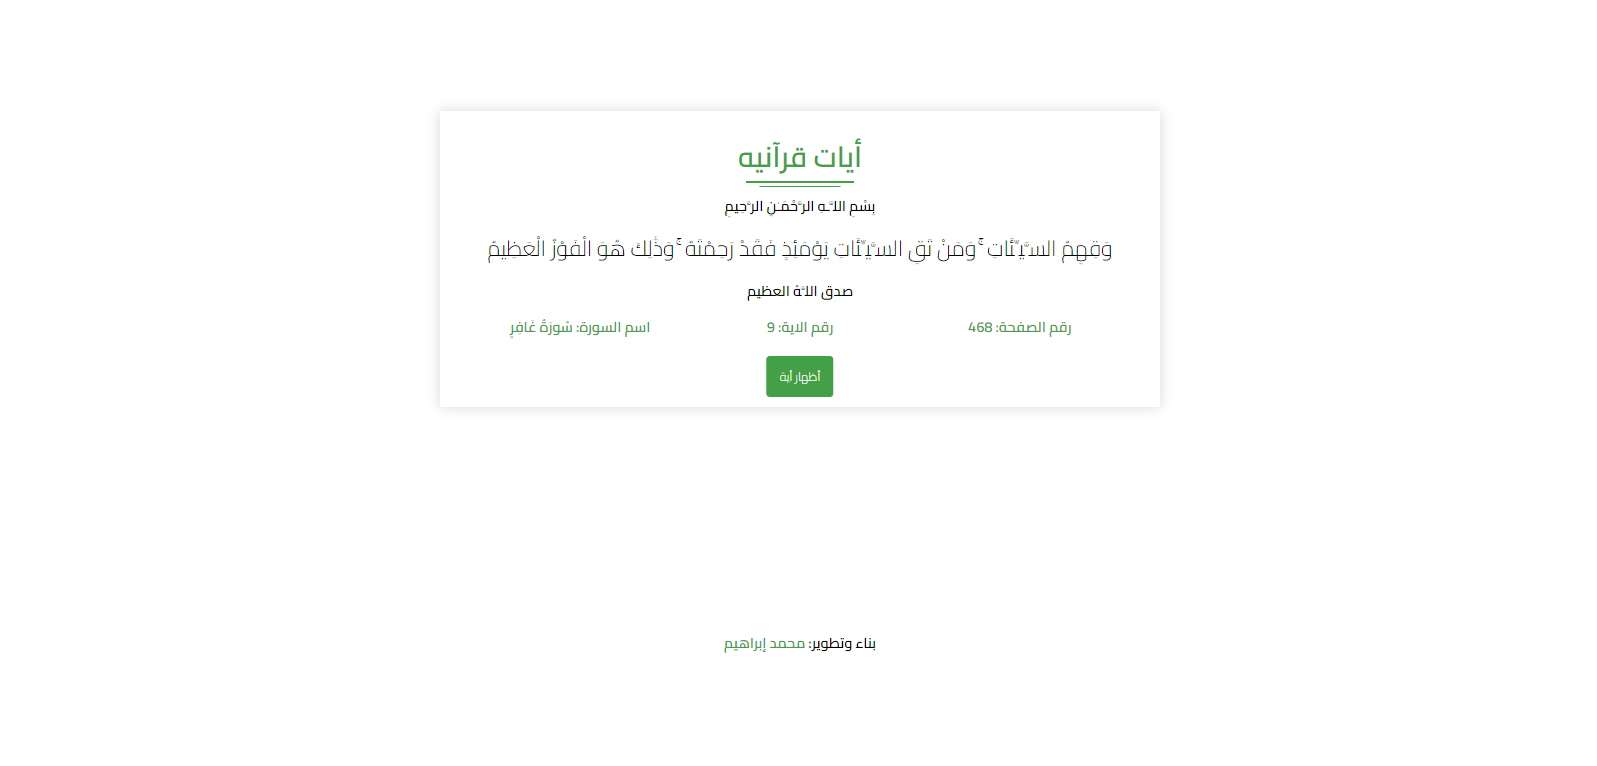 أيات قرآنيه
بِسْمِ اللَّـهِ الرَّحْمَـٰنِ الرَّحِيمِ
وَقِهِمُ السَّيِّئَاتِ ۚ وَمَنْ تَقِ السَّيِّئَاتِ يَوْمَئِذٍ فَقَدْ رَحِمْتَهُ ۚ وَذَٰلِكَ هُوَ الْفَوْزُ الْعَظِيمُ
صدق اللَّهُ العظيم
رقم الصفحة: 468 رقم الاية: 9 اسم السورة: سُورَةُ غَافِرٍ
أظهار أية
بناء وتطوير: محمد إبراهيم